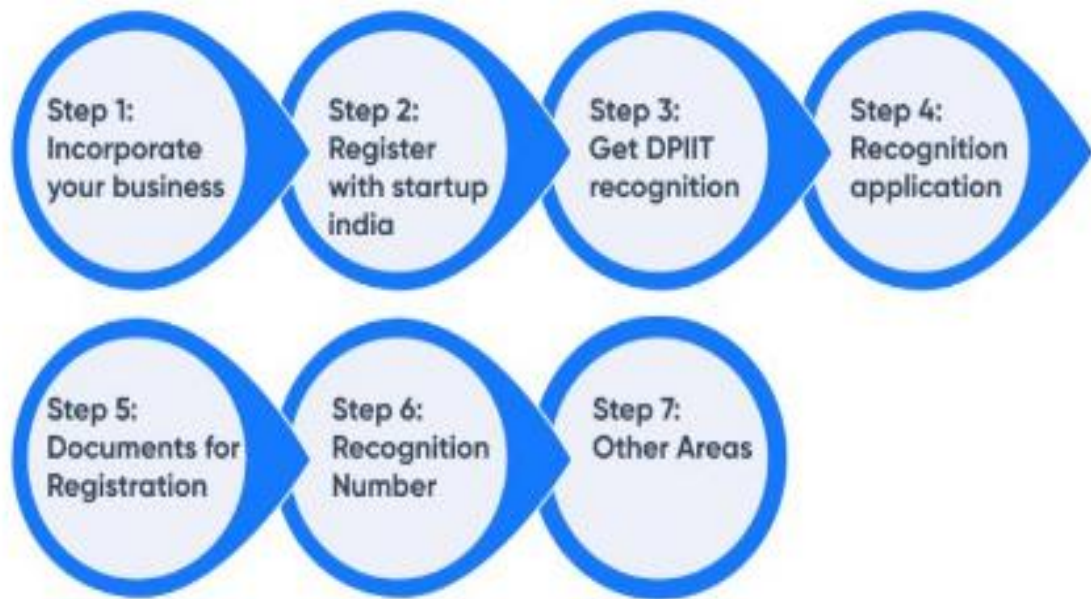 Step 1:
Incorporate
your business
Step 2:
Register
with startup
india
Step 3:
Get DPIIT
recognition
Step 4:
Recognition
application
Step 5:
Documents for
Registration
Step 6:
Recognition
Number
Step 7:
Other Areas